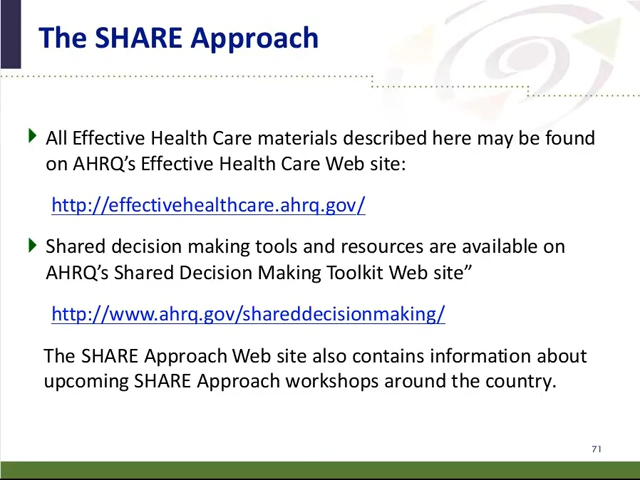 The SHARE Approach
All Effective Health Care materials described here may be found
on AHRQ’s Effective Health Care Web site:
http://effectivehealthcare.ahrq.gov/
Shared decision making tools and resources are available on
AHRQ’s Shared Decision Making Toolkit Web site”
http://www.ahrq.gov/shareddecisionmaking/
The SHARE Approach Web site also contains information about
upcoming SHARE Approach workshops around the country.
71